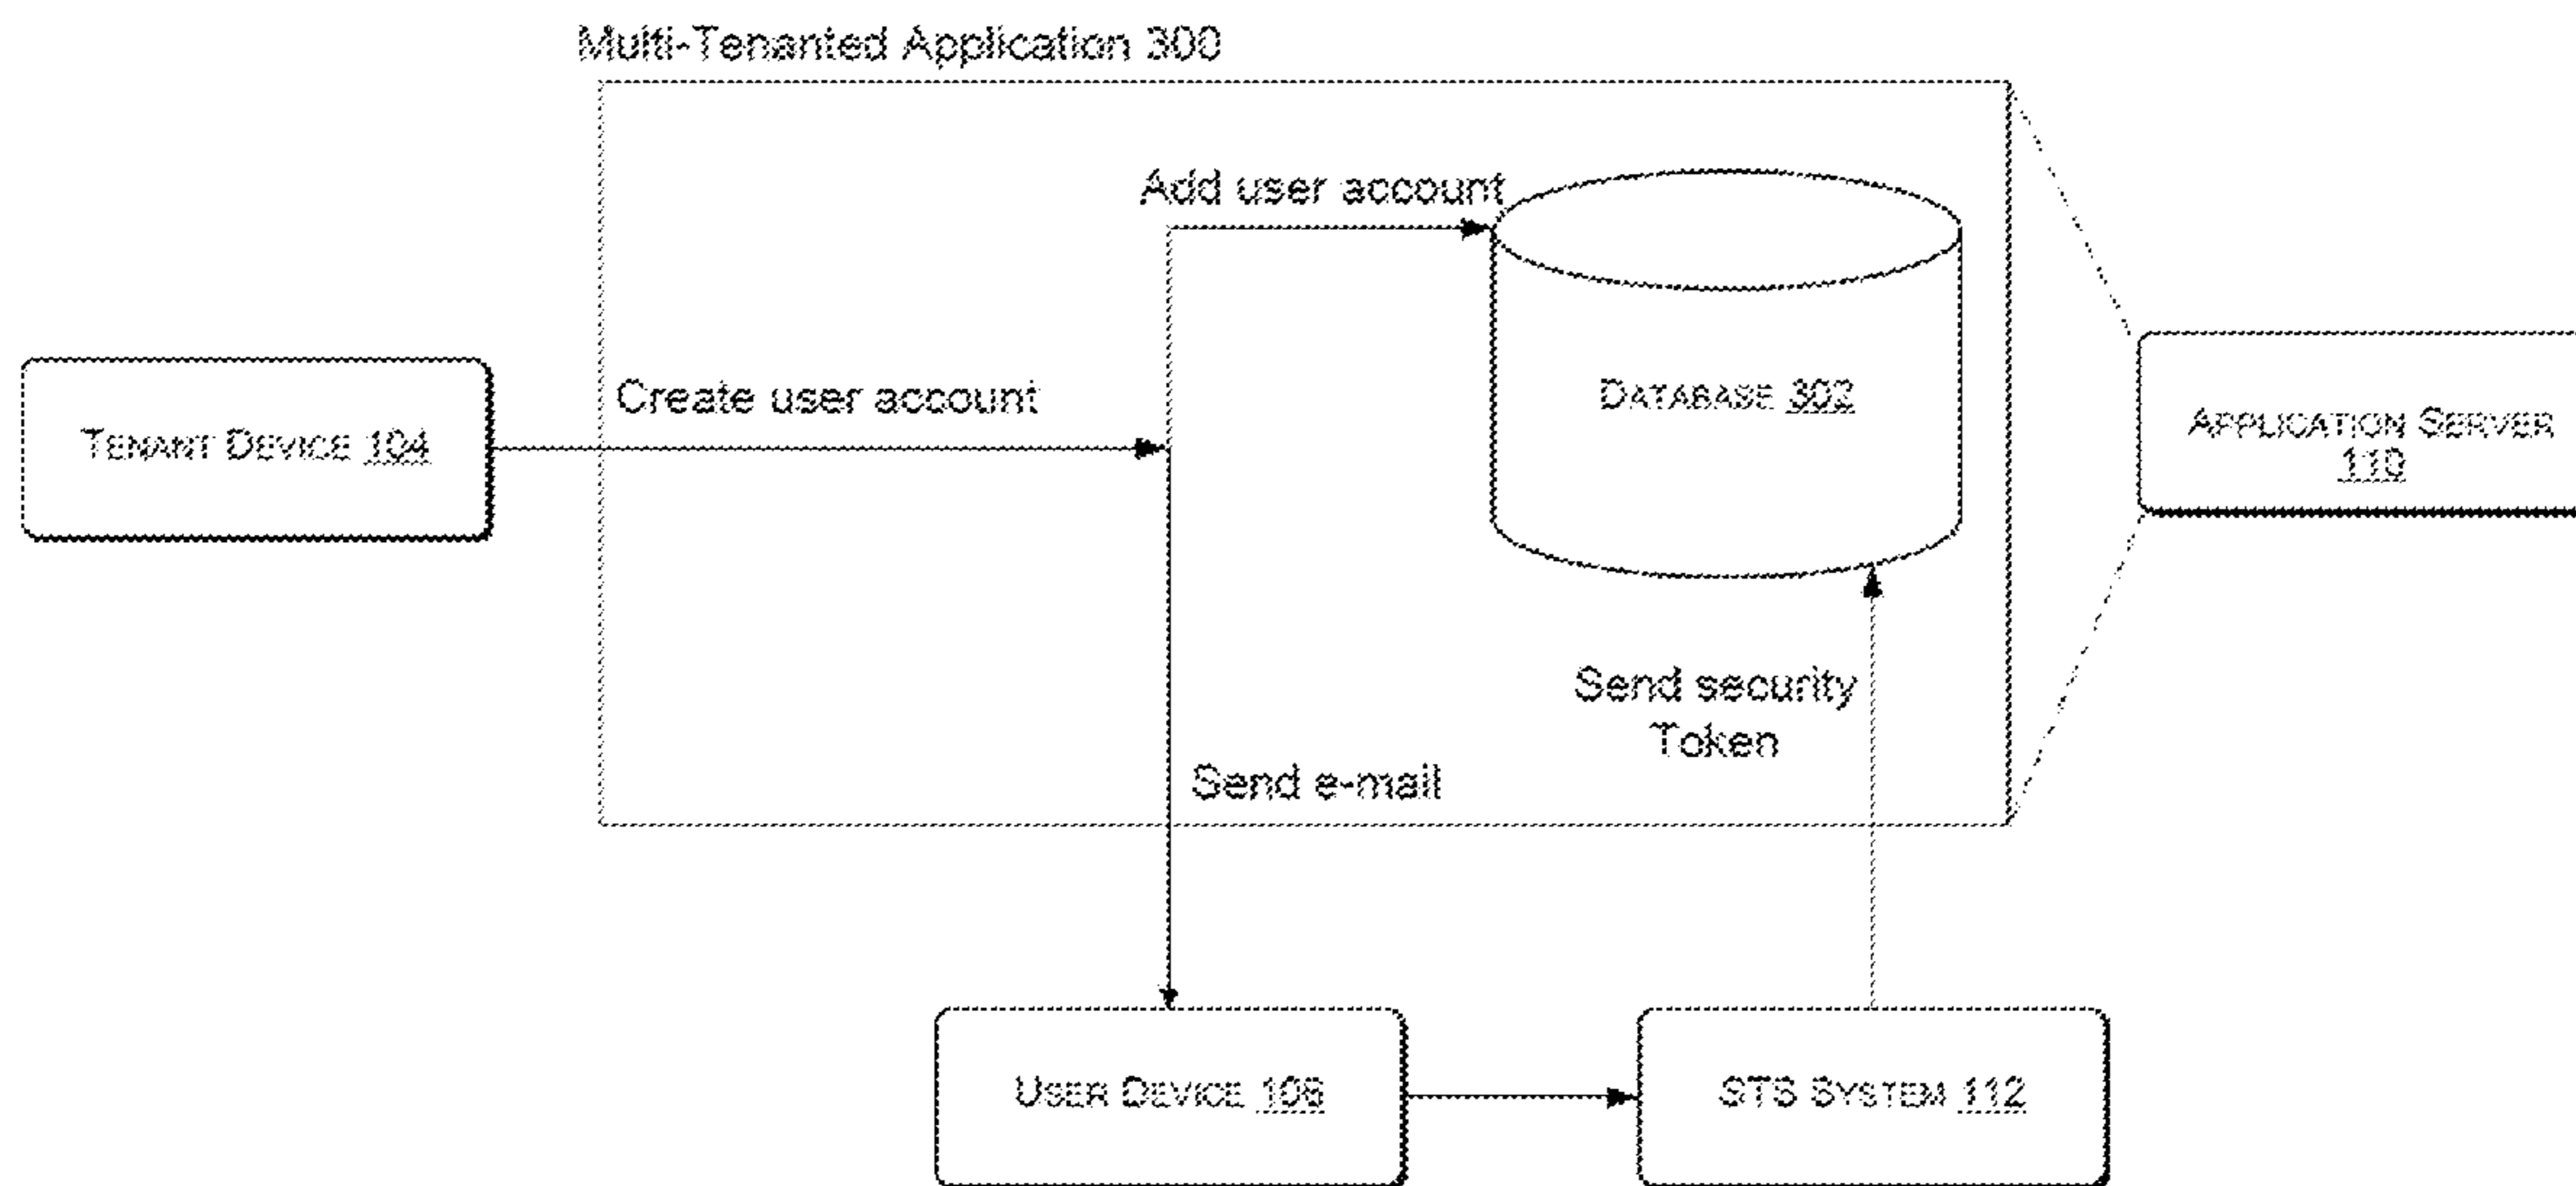 Multi-Tenanted Application 300
Add user account
DATABASE 302
Create user account
TENANT DEVICE 104
APPLICATION SERVER
110
Send security
Token
Send e-mail
USER DEVICE 106
STS SYSTEM 112